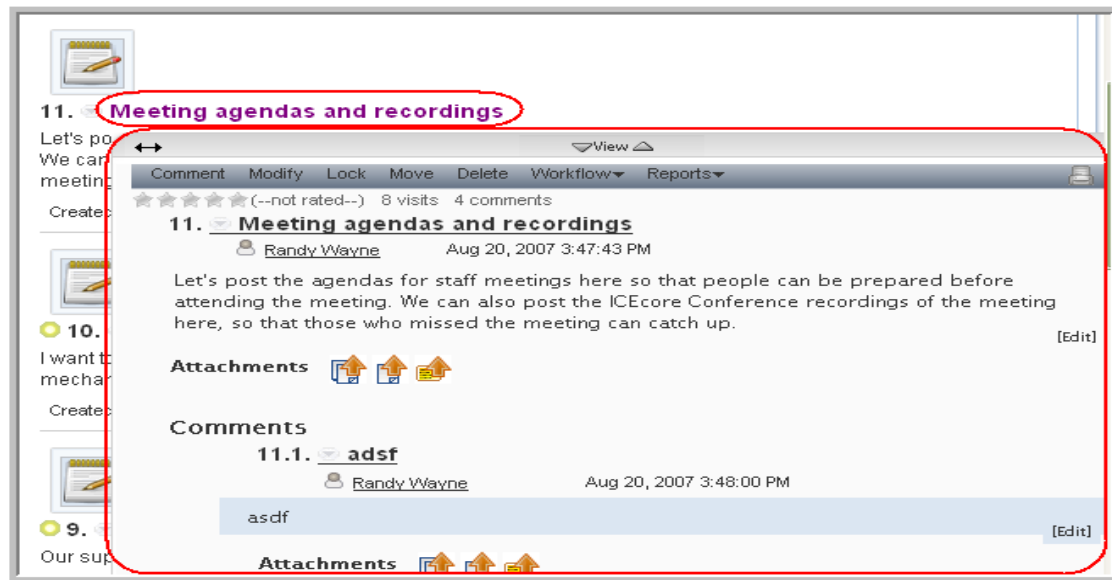 11. Meeting agendas and recordings
Let's po
We can
meeting
Created
View
Comment Modify Lock Move Delete Workflow Reports
(--not rated--) 8 visits 4 comments
11. Meeting agendas and recordings
Randy Wayne Aug 20, 2007 3:47:43 PM
Let's post the agendas for staff meetings here so that people can be prepared before
attending the meeting. We can also post the ICEcore Conference recordings of the meeting
here, so that those who missed the meeting can catch up.
[Edit]
Attachments
Comments
11.1. adsf
Randy Wayne Aug 20, 2007 3:48:00 PM
asdf
[Edit]
Attachments
10.
I want t
mechar
Created
9.
Our sup